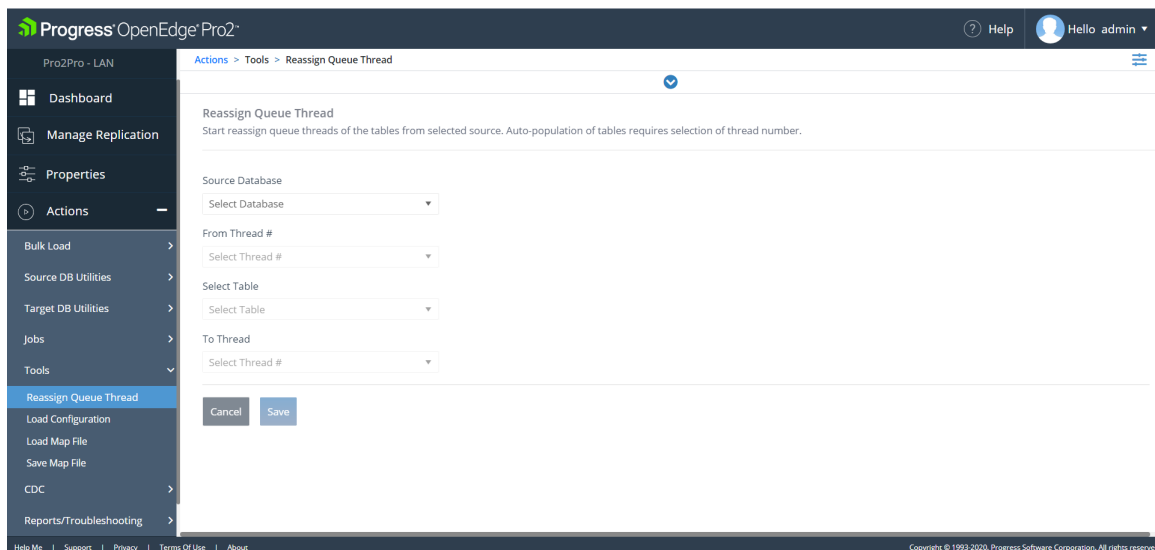 Progress® OpenEdge® Pro2™
? Help
Hello admin
Pro2Pro - LAN
Actions > Tools > Reassign Queue Thread
Dashboard
Manage Replication
Properties
Actions
Bulk Load
Source DB Utilities
Target DB Utilities
Jobs
Tools
Reassign Queue Thread
Load Configuration
Load Map File
Save Map File
CDC
Reports/Troubleshooting
Reassign Queue Thread
Start reassign queue threads of the tables from selected source. Auto-population of tables requires selection of thread number.
Source Database
Select Database
From Thread #
Select Thread #
Select Table
Select Table
To Thread
Select Thread #
Cancel
Save
Help Me | Support | Privacy | Terms Of Use | About
Copyright © 1993-2020. Progress Software Corporation. All rights reserve